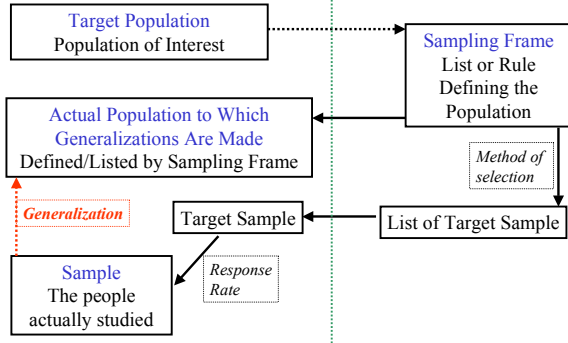 Target Population
Population of Interest
Sampling Frame
List or Rule
Defining the
Population
Actual Population to Which
Generalizations Are Made
Defined/Listed by Sampling Frame
Method of
selection
Generalization
Target Sample
List of Target Sample
Sample
The people
actually studied
Response
Rate